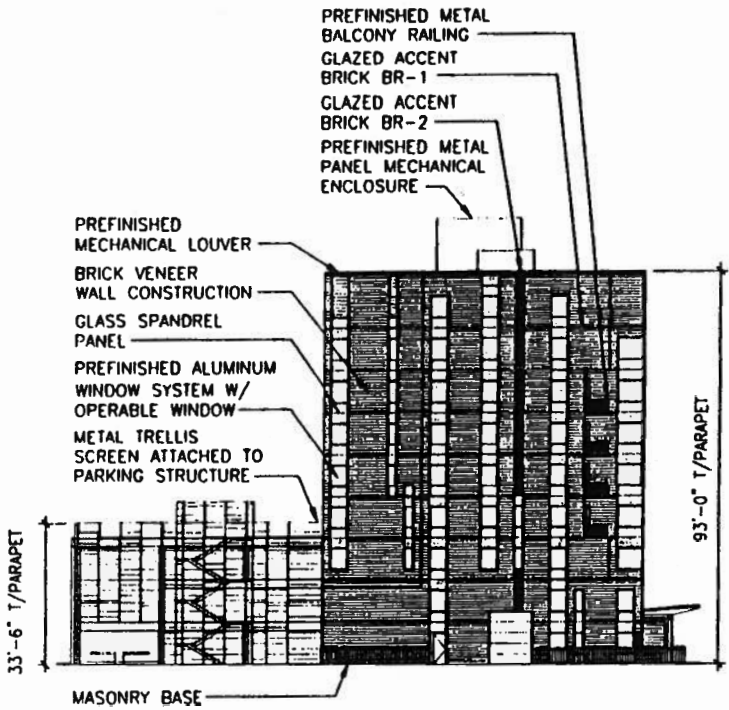 PREFINISHED METAL
BALCONY RAILING
GLAZED ACCENT
BRICK BR-1
GLAZED ACCENT
BRICK BR-2
PREFINISHED METAL
PANEL MECHANICAL
ENCLOSURE
PREFINISHED
MECHANICAL LOUVER
BRICK VENEER
WALL CONSTRUCTION
GLASS SPANDREL
PANEL
PREFINISHED ALUMINUM
WINDOW SYSTEM W/
OPERABLE WINDOW
METAL TRELLIS
SCREEN ATTACHED TO
PARKING STRUCTURE
33'-6" T/PARAPET
93'-0" T/PARAPET
MASONRY BASE